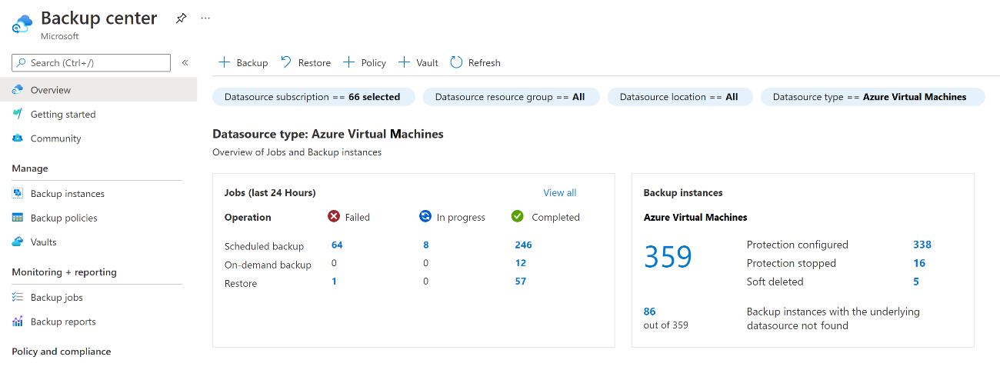 Backup center
...
Microsoft
Search (Ctrl+/)
«
Overview
Getting started
Community
Manage
Backup instances
Backup policies
Vaults
Monitoring + reporting
Backup jobs
Backup reports
Policy and compliance
+ Backup Restore + Policy + Vault Refresh
Datasource subscription == 66 selected Datasource resource group == All Datasource location == All Datasource type == Azure Virtual Machines
Datasource type: Azure Virtual Machines
Overview of Jobs and Backup instances
Jobs (last 24 Hours) View all
Operation Failed In progress Completed
Scheduled backup 64 8 246
On-demand backup 0 0 12
Restore 1 0 57
Backup instances
Azure Virtual Machines
359
Protection configured 338
Protection stopped 16
Soft deleted 5
86
out of 359
Backup instances with the underlying
datasource not found